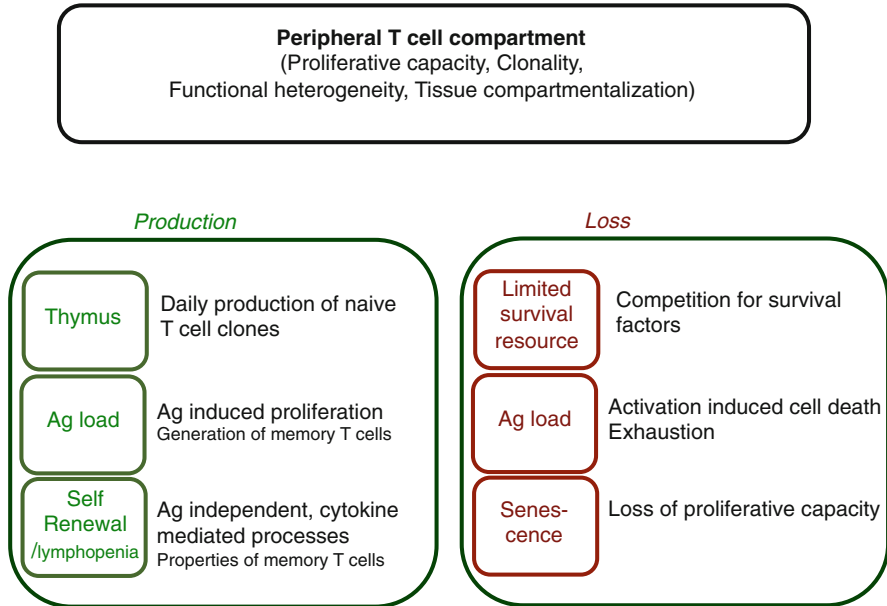 Peripheral T cell compartment
(Proliferative capacity, Clonality,
Functional heterogeneity, Tissue compartmentalization)
Production
Thymus
Daily production of naive
T cell clones
Ag load
Ag induced proliferation
Generation of memory T cells
Self
Renewal
/lymphopenia
Ag independent, cytokine
mediated processes
Properties of memory T cells
Loss
Limited
survival
resource
Competition for survival
factors
Ag load
Activation induced cell death
Exhaustion
Senes-
cence
Loss of proliferative capacity